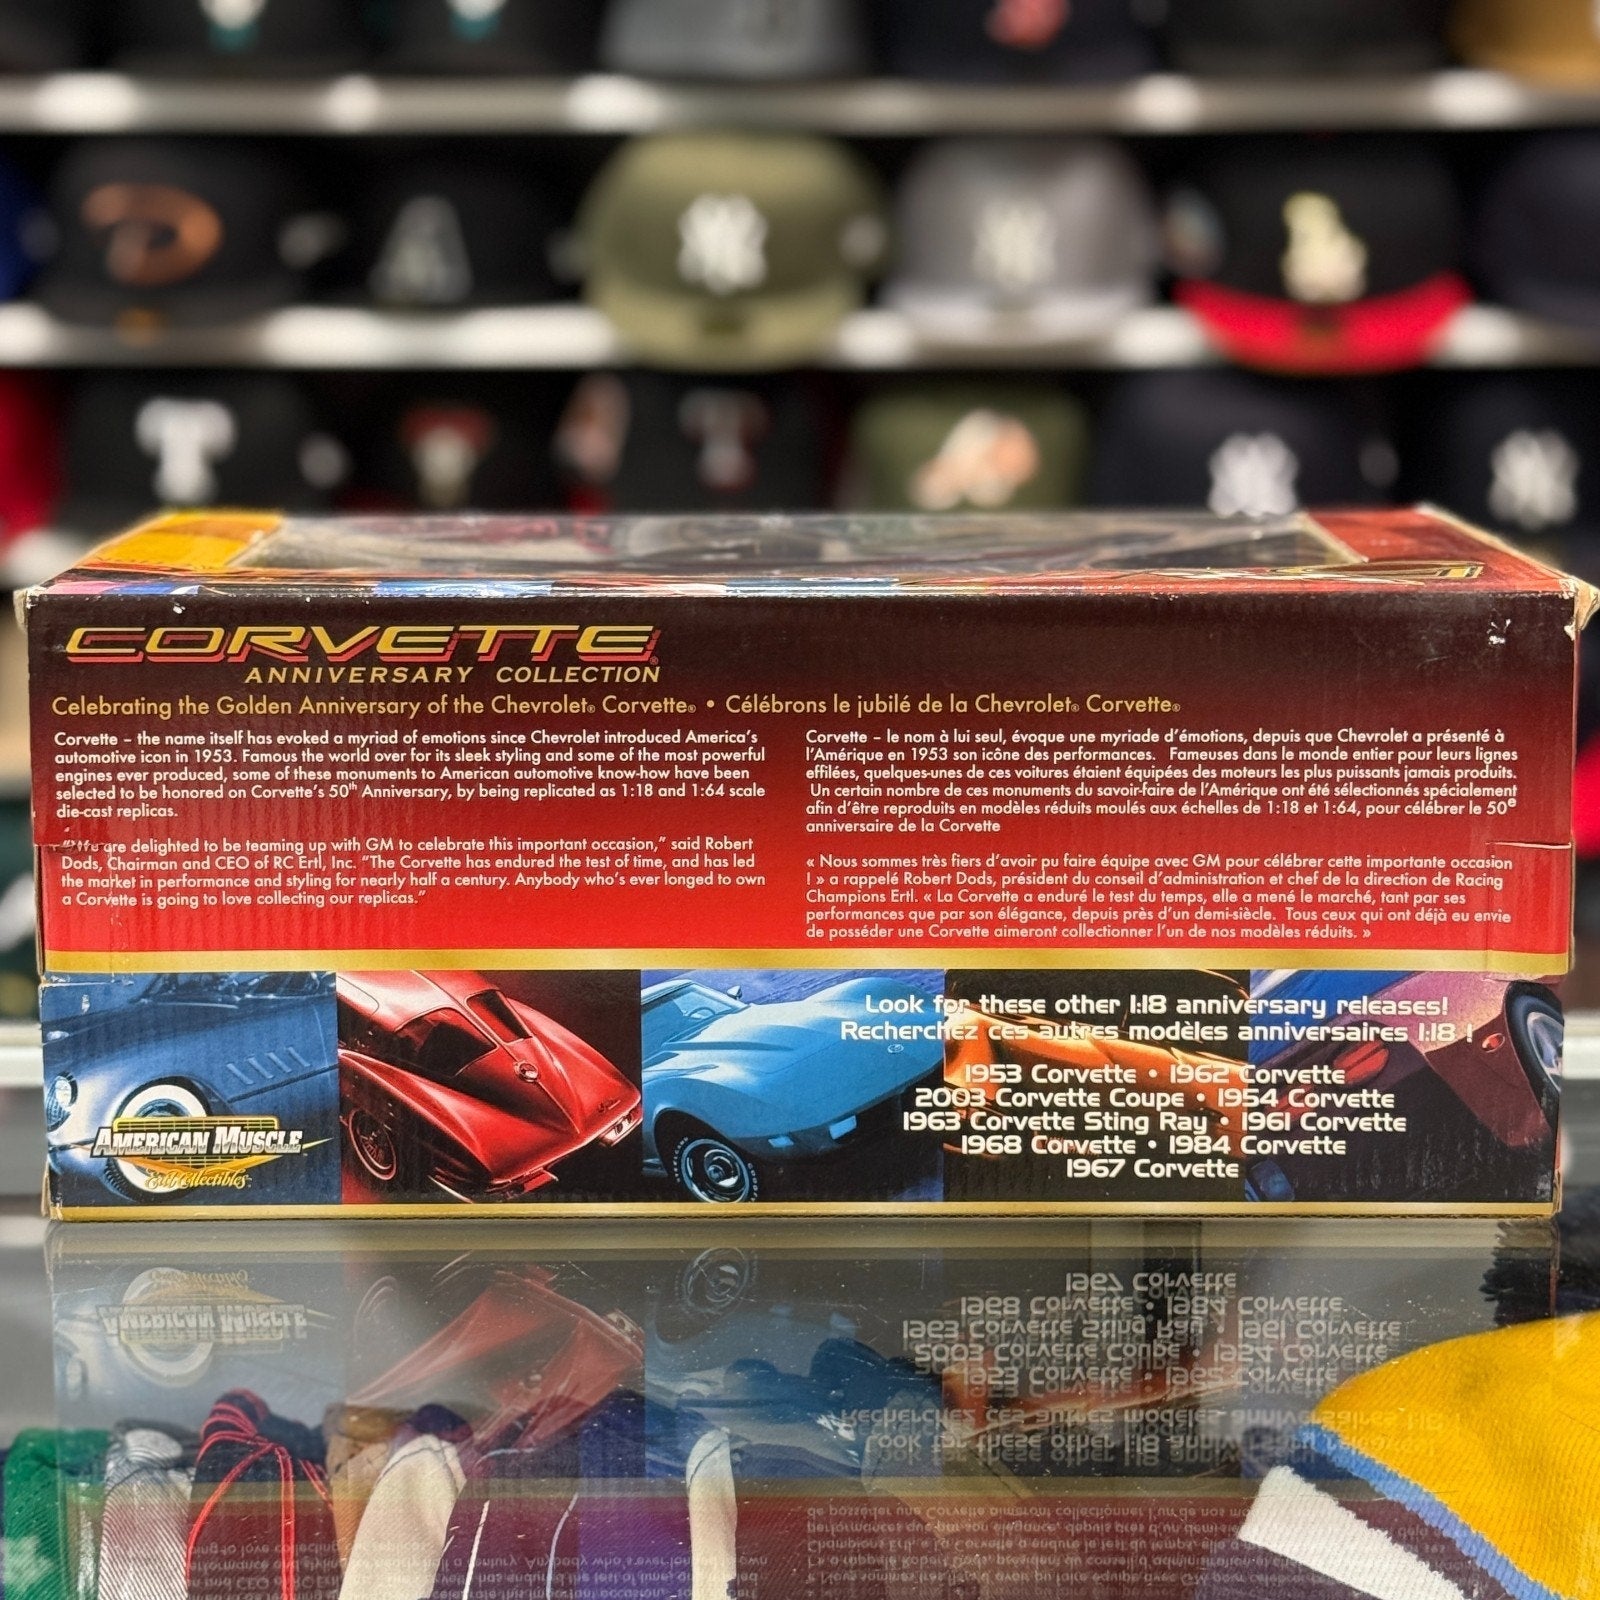 CORVETTE®
ANNIVERSARY COLLECTION
Celebrating the Golden Anniversary of the Chevrolet® Corvette® • Célébrons le jubilé de la Chevrolet® Corvette®
Corvette – the name itself has evoked a myriad of emotions since Chevrolet introduced America's
automotive icon in 1953. Famous the world over for its sleek styling and some of the most powerful
engines ever produced, some of these monuments to American automotive know-how have been
selected to be honored on Corvette's 50th Anniversary, by being replicated as 1:18 and 1:64 scale
die-cast replicas.
"We are delighted to be teaming up with GM to celebrate this important occasion," said Robert
Dods, Chairman and CEO of RC Ertl, Inc. "The Corvette has endured the test of time, and has led
the market in performance and styling for nearly half a century. Anybody who's ever longed to own
a Corvette is going to love collecting our replicas."
Corvette – le nom à lui seul, évoque une myriade d'émotions, depuis que Chevrolet a présenté à
l'Amérique en 1953 son icône des performances. Fameuses dans le monde entier pour leurs lignes
effilées, quelques-unes de ces voitures étaient équipées des moteurs les plus puissants jamais produits.
Un certain nombre de ces monuments du savoir-faire de l'Amérique ont été sélectionnés spécialement
afin d'être reproduits en modèles réduits moulés aux échelles de 1:18 et 1:64, pour célébrer le 50e
anniversaire de la Corvette
« Nous sommes très fiers d'avoir pu faire équipe avec GM pour célébrer cette importante occasion
! » a rappelé Robert Dods, président du conseil d'administration et chef de la direction de Racing
Champions Ertl. « La Corvette a enduré le test du temps, elle a mené le marché, tant par ses
performances que par son élégance, depuis près d'un demi-siècle. Tous ceux qui ont déjà eu envie
de posséder une Corvette aimeront collectionner l'un de nos modèles réduits. »
Look for these other 1:18 anniversary releases!
Recherchez ces autres modèles anniversaires 1:18 !
1953 Corvette • 1962 Corvette
2003 Corvette Coupe • 1954 Corvette
1963 Corvette Sting Ray • 1961 Corvette
1968 Corvette • 1984 Corvette
1967 Corvette
AMERICAN MUSCLE
Ertl Collectibles